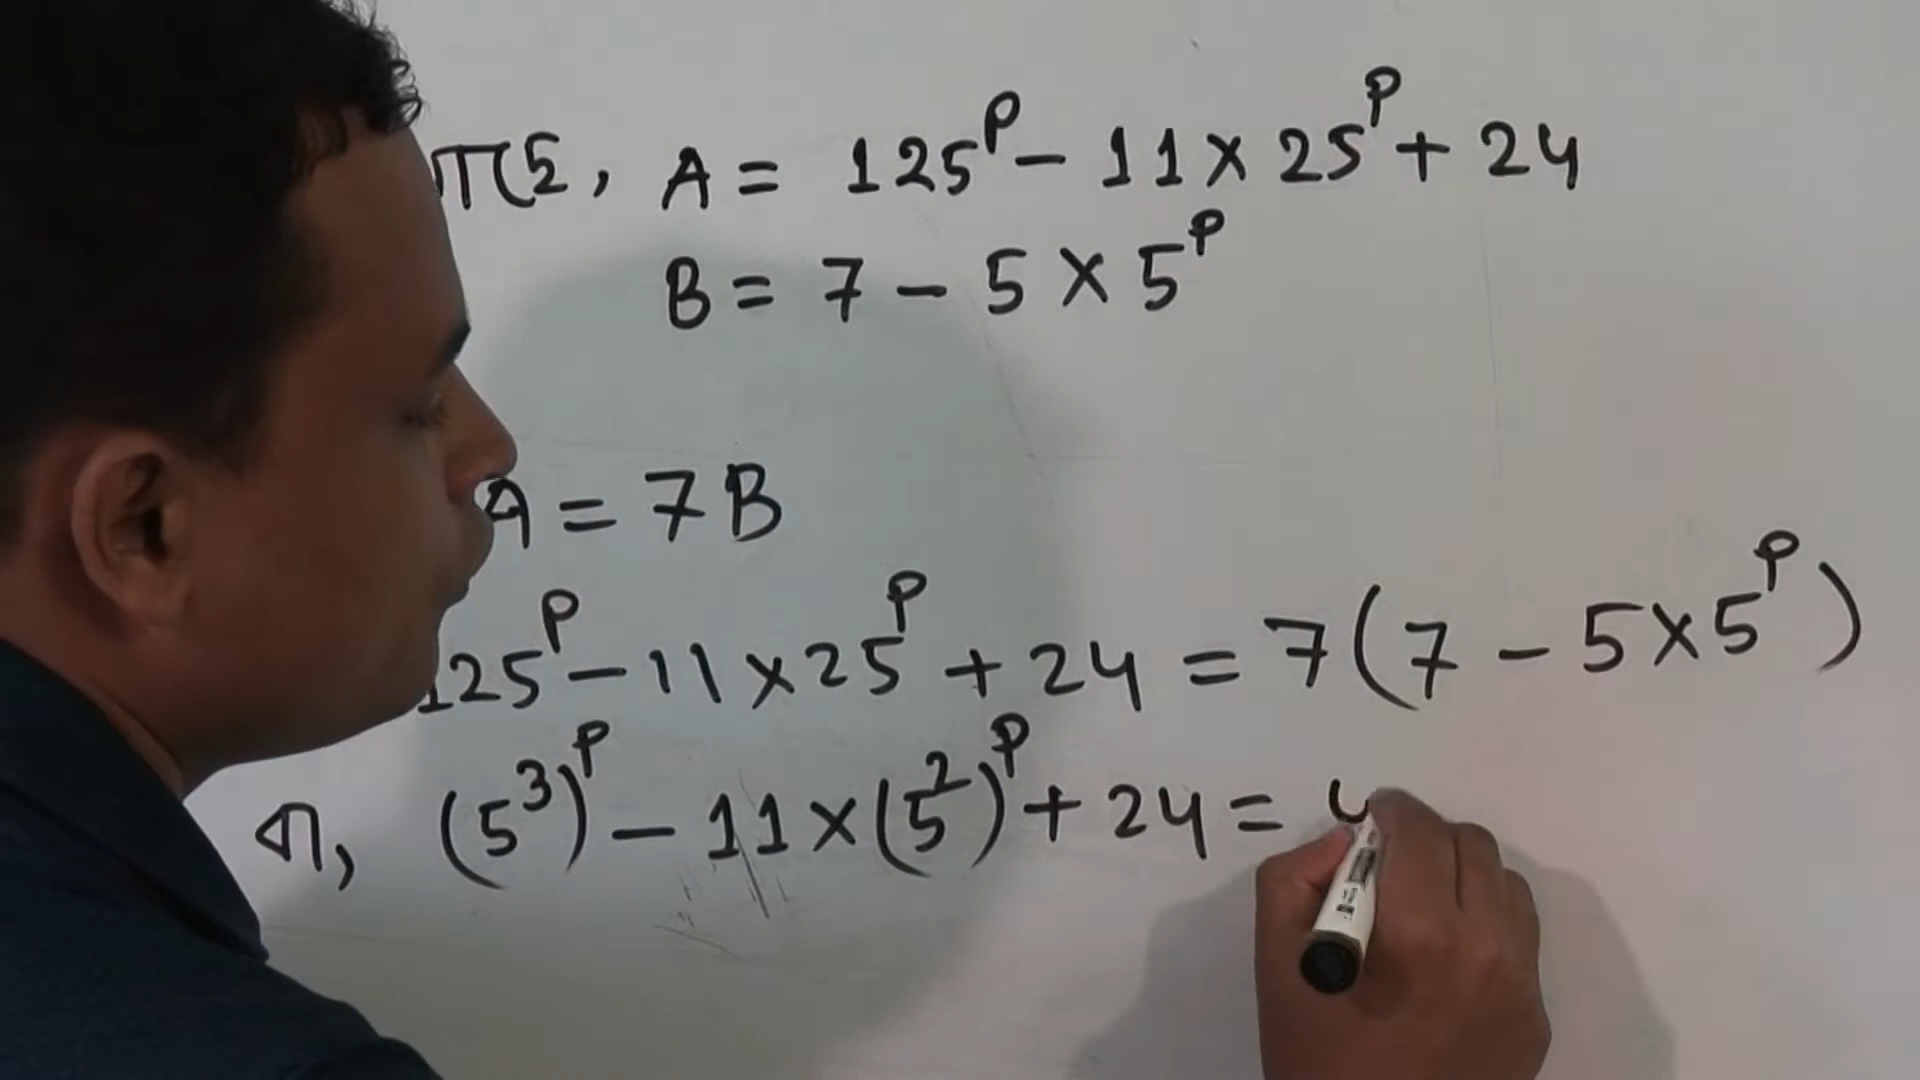 A = 125^p - 11 × 25^p + 24
B = 7 - 5 × 5^p
A = 7B
125^p - 11 × 25^p + 24 = 7(7 - 5 × 5^p)
বা, (5^3)^p - 11 × (5^2)^p + 24 = 4